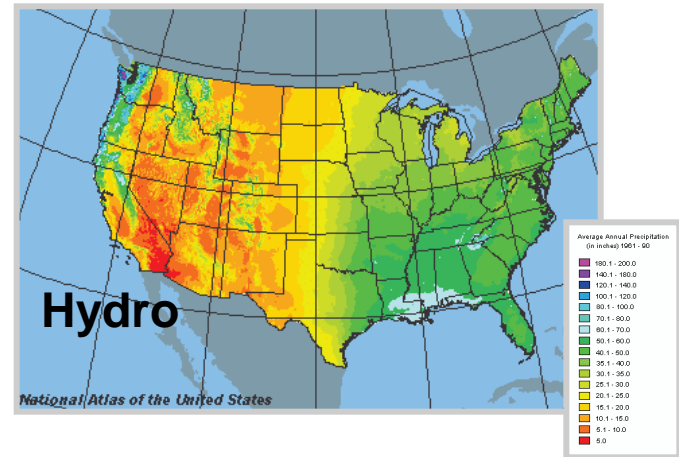 Hydro
National Atlas of the United States
Average Annual Precipitation
(in inches) 1961 - 90
180.1 - 200.0
140.1 - 180.0
120.1 - 140.0
100.1 - 120.0
80.1 - 100.0
70.1 - 80.0
60.1 - 70.0
50.1 - 60.0
40.1 - 50.0
35.1 - 40.0
30.1 - 35.0
25.1 - 30.0
20.1 - 25.0
15.1 - 20.0
10.1 - 15.0
5.1 - 10.0
5.0